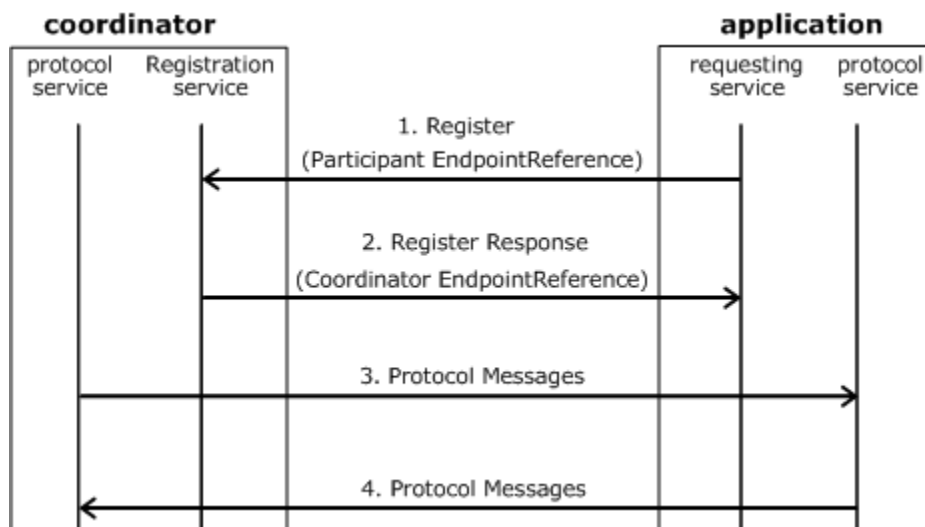 coordinator
application
protocol
service
Registration
service
requesting
service
protocol
service
1. Register
(Participant EndpointReference)
2. Register Response
(Coordinator EndpointReference)
3. Protocol Messages
4. Protocol Messages